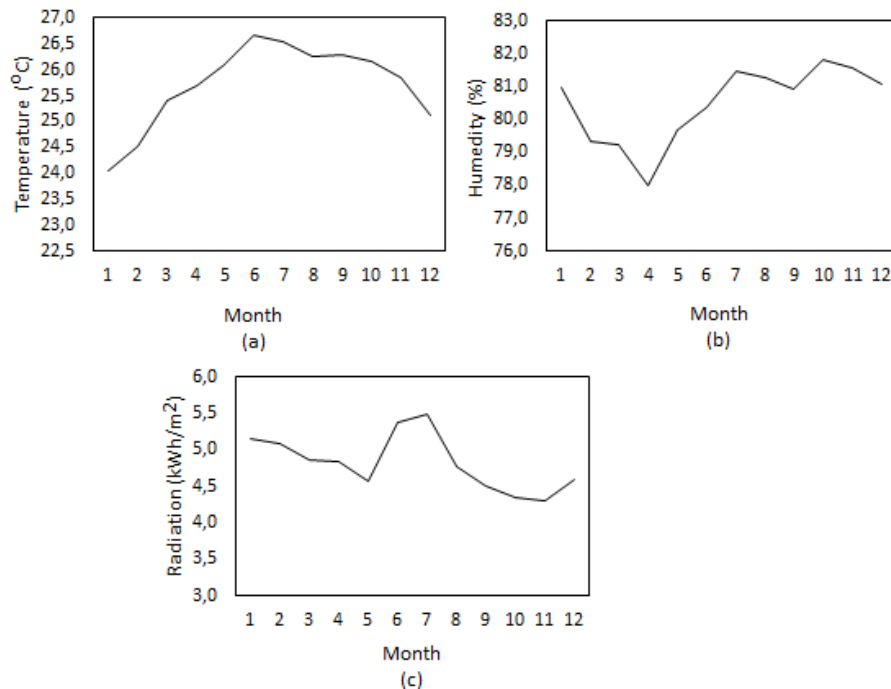 Temperature (°C)
27,0
26,5
26,0
25,5
25,0
24,5
24,0
23,5
23,0
22,5
1 2 3 4 5 6 7 8 9 10 11 12
Month
(a)
Humedity (%)
83,0
82,0
81,0
80,0
79,0
78,0
77,0
76,0
1 2 3 4 5 6 7 8 9 10 11 12
Month
(b)
Radiation (kWh/m²)
6,0
5,5
5,0
4,5
4,0
3,5
3,0
1 2 3 4 5 6 7 8 9 10 11 12
Month
(c)